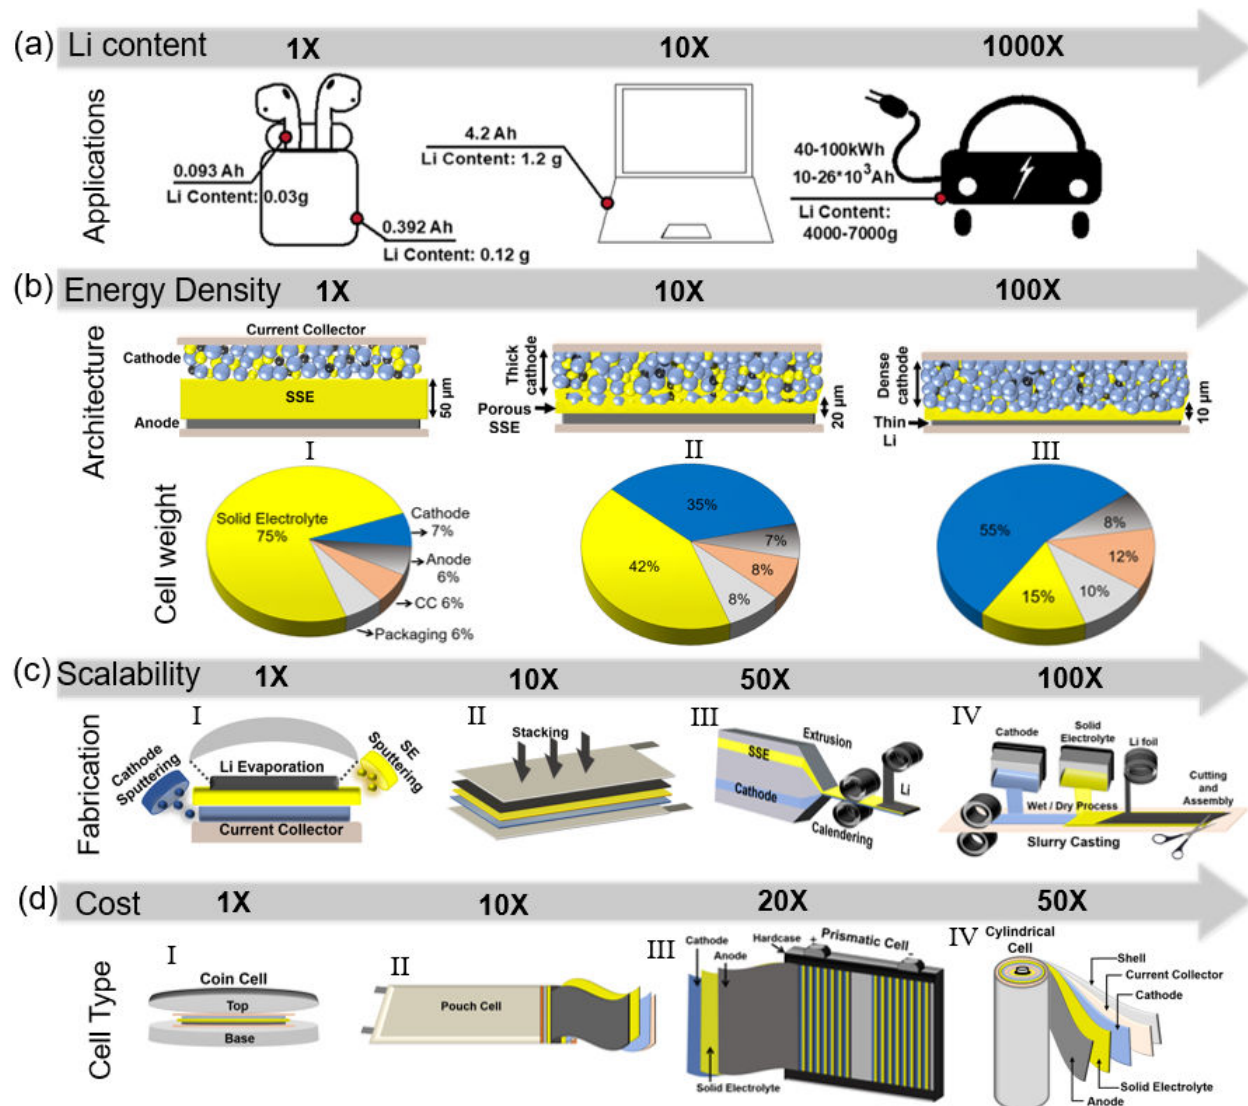 (a) Li content 1X 10X 1000X
Applications
0.093 Ah
Li Content: 0.03g
0.392 Ah
Li Content: 0.12 g
4.2 Ah
Li Content: 1.2 g
40-100kWh
10-26*10³Ah
Li Content:
4000-7000g
(b) Energy Density 1X 10X 100X
Architecture
Current Collector
Cathode
SSE
50 μm
Anode
I
Thick
cathode
Porous
SSE
20 μm
II
Dense
cathode
Thin
Li
10 μm
III
Cell weight
Solid Electrolyte
75%
Cathode
7%
Anode
6%
CC 6%
Packaging 6%
35%
7%
8%
8%
42%
55%
8%
12%
10%
15%
(c) Scalability 1X 10X 50X 100X
Fabrication
I
Cathode
Sputtering
Li Evaporation
SE
Sputtering
Current Collector
II
Stacking
III
Extrusion
SSE
Cathode
Li
Calendering
IV
Cathode
Solid
Electrolyte
Li foil
Cutting
and
Assembly
Wet / Dry Process
Slurry Casting
(d) Cost 1X 10X 20X 50X
Cell Type
I
Coin Cell
Top
Base
II
Pouch Cell
III
Cathode
Anode
Hardcase
+ Prismatic Cell -
Solid Electrolyte
IV
Cylindrical
Cell
Shell
Current Collector
Cathode
Solid Electrolyte
Anode